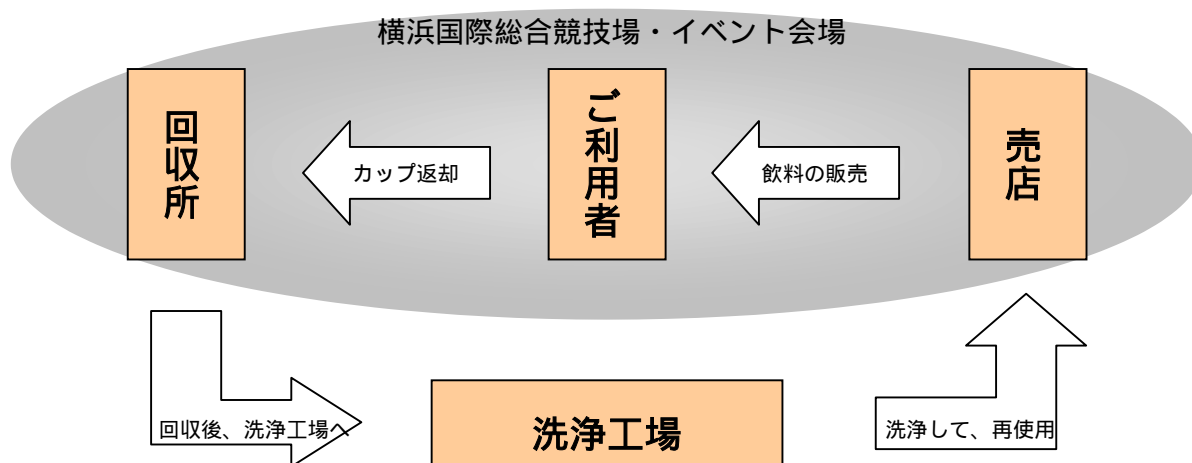 横浜国際総合競技場・イベント会場
回収所
カップ返却
ご利用者
飲料の販売
売店
回収後、洗浄工場へ
洗浄工場
洗浄して、再使用